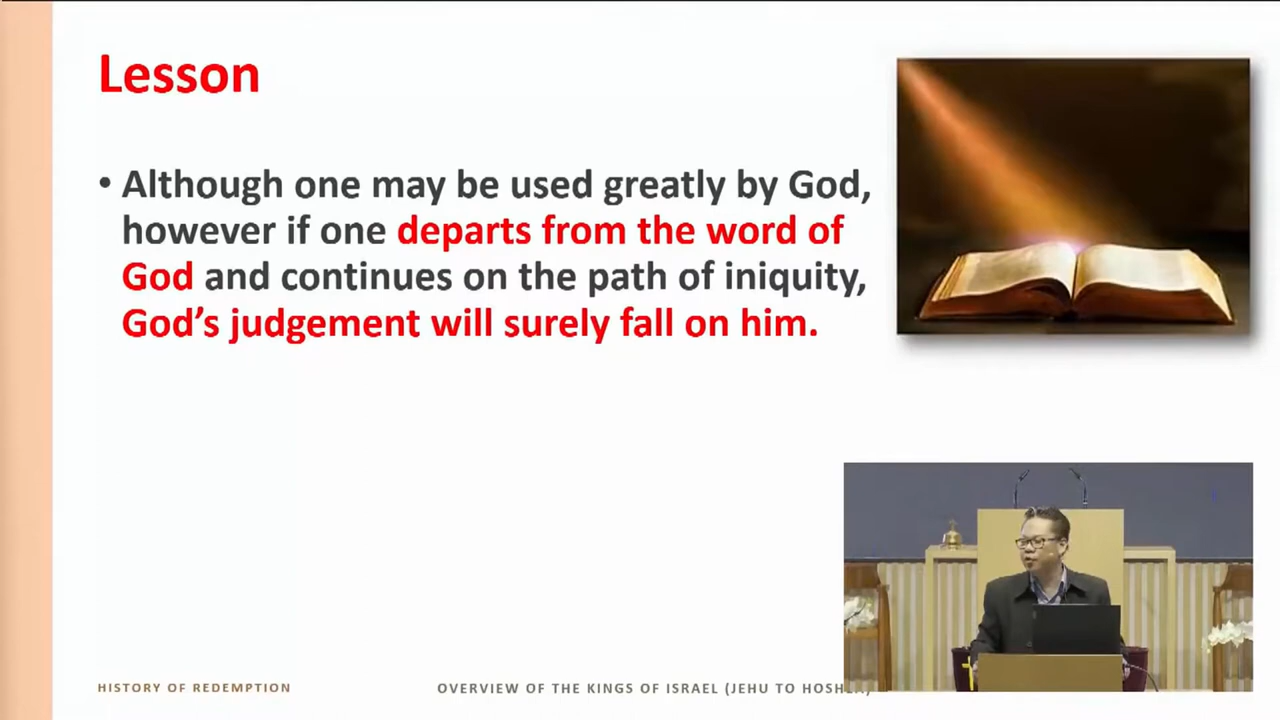 Lesson
• Although one may be used greatly by God,
however if one departs from the word of
God and continues on the path of iniquity,
God’s judgement will surely fall on him.
HISTORY OF REDEMPTION
OVERVIEW OF THE KINGS OF ISRAEL (JEHU TO